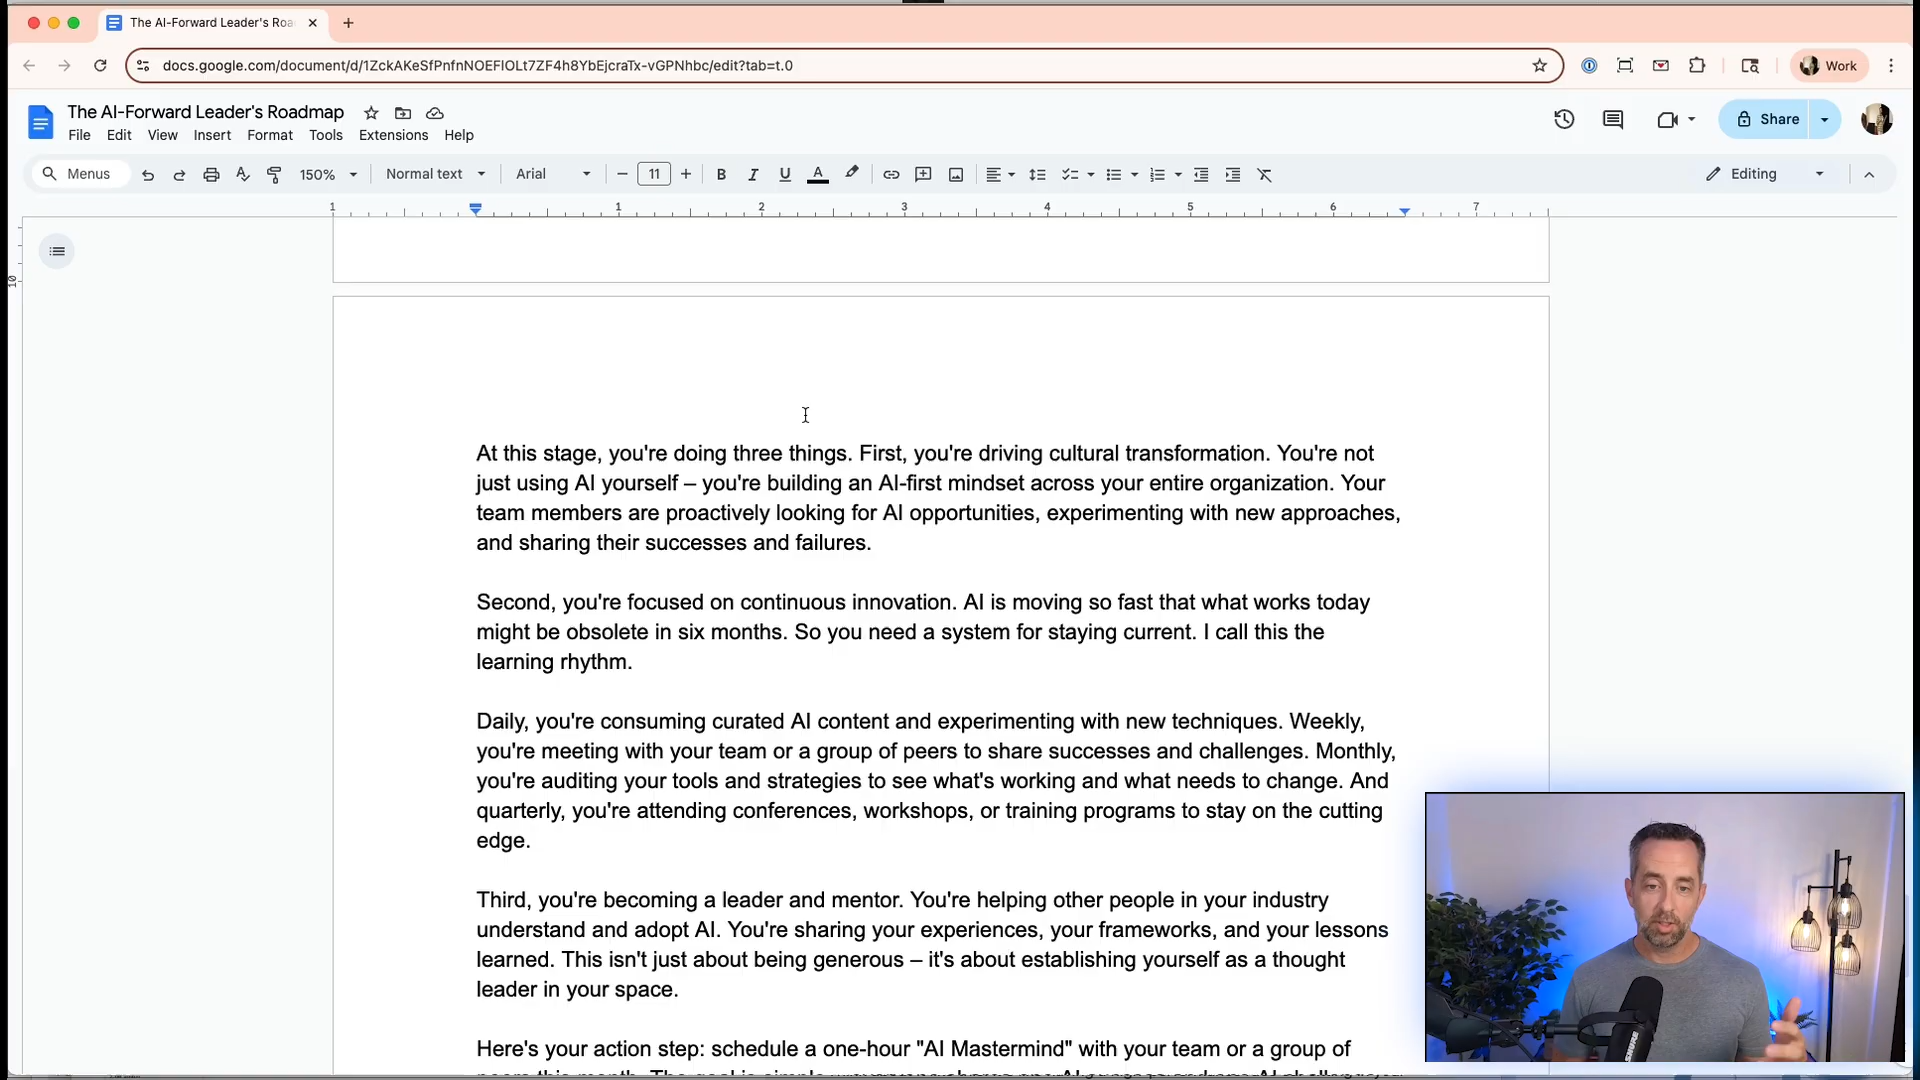 The AI-Forward Leader's Roa
docs.google.com/document/d/1ZckAKeSfPnfnNOEFIOLt7ZF4h8YbEjcraTx-vGPNhbc/edit?tab=t.0
Work
The AI-Forward Leader's Roadmap
File Edit View Insert Format Tools Extensions Help
Share
Menus 150% Normal text Arial 11 B I U A Editing
1 1 2 3 4 5 6 7
10
At this stage, you're doing three things. First, you're driving cultural transformation. You're not
just using AI yourself – you're building an AI-first mindset across your entire organization. Your
team members are proactively looking for AI opportunities, experimenting with new approaches,
and sharing their successes and failures.
Second, you're focused on continuous innovation. AI is moving so fast that what works today
might be obsolete in six months. So you need a system for staying current. I call this the
learning rhythm.
Daily, you're consuming curated AI content and experimenting with new techniques. Weekly,
you're meeting with your team or a group of peers to share successes and challenges. Monthly,
you're auditing your tools and strategies to see what's working and what needs to change. And
quarterly, you're attending conferences, workshops, or training programs to stay on the cutting
edge.
Third, you're becoming a leader and mentor. You're helping other people in your industry
understand and adopt AI. You're sharing your experiences, your frameworks, and your lessons
learned. This isn't just about being generous – it's about establishing yourself as a thought
leader in your space.
Here's your action step: schedule a one-hour "AI Mastermind" with your team or a group of
SHURE